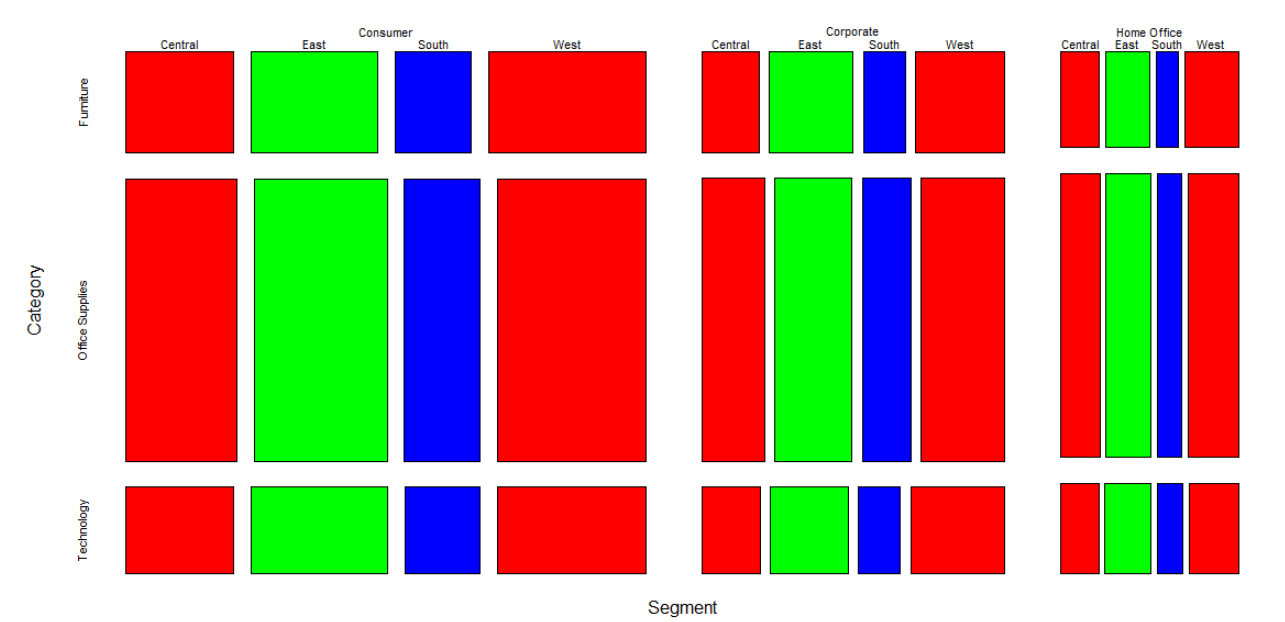 Consumer
Corporate
Home Office
Central East South West
Central East South West
Central East South West
Furniture
Office Supplies
Technology
Category
Segment